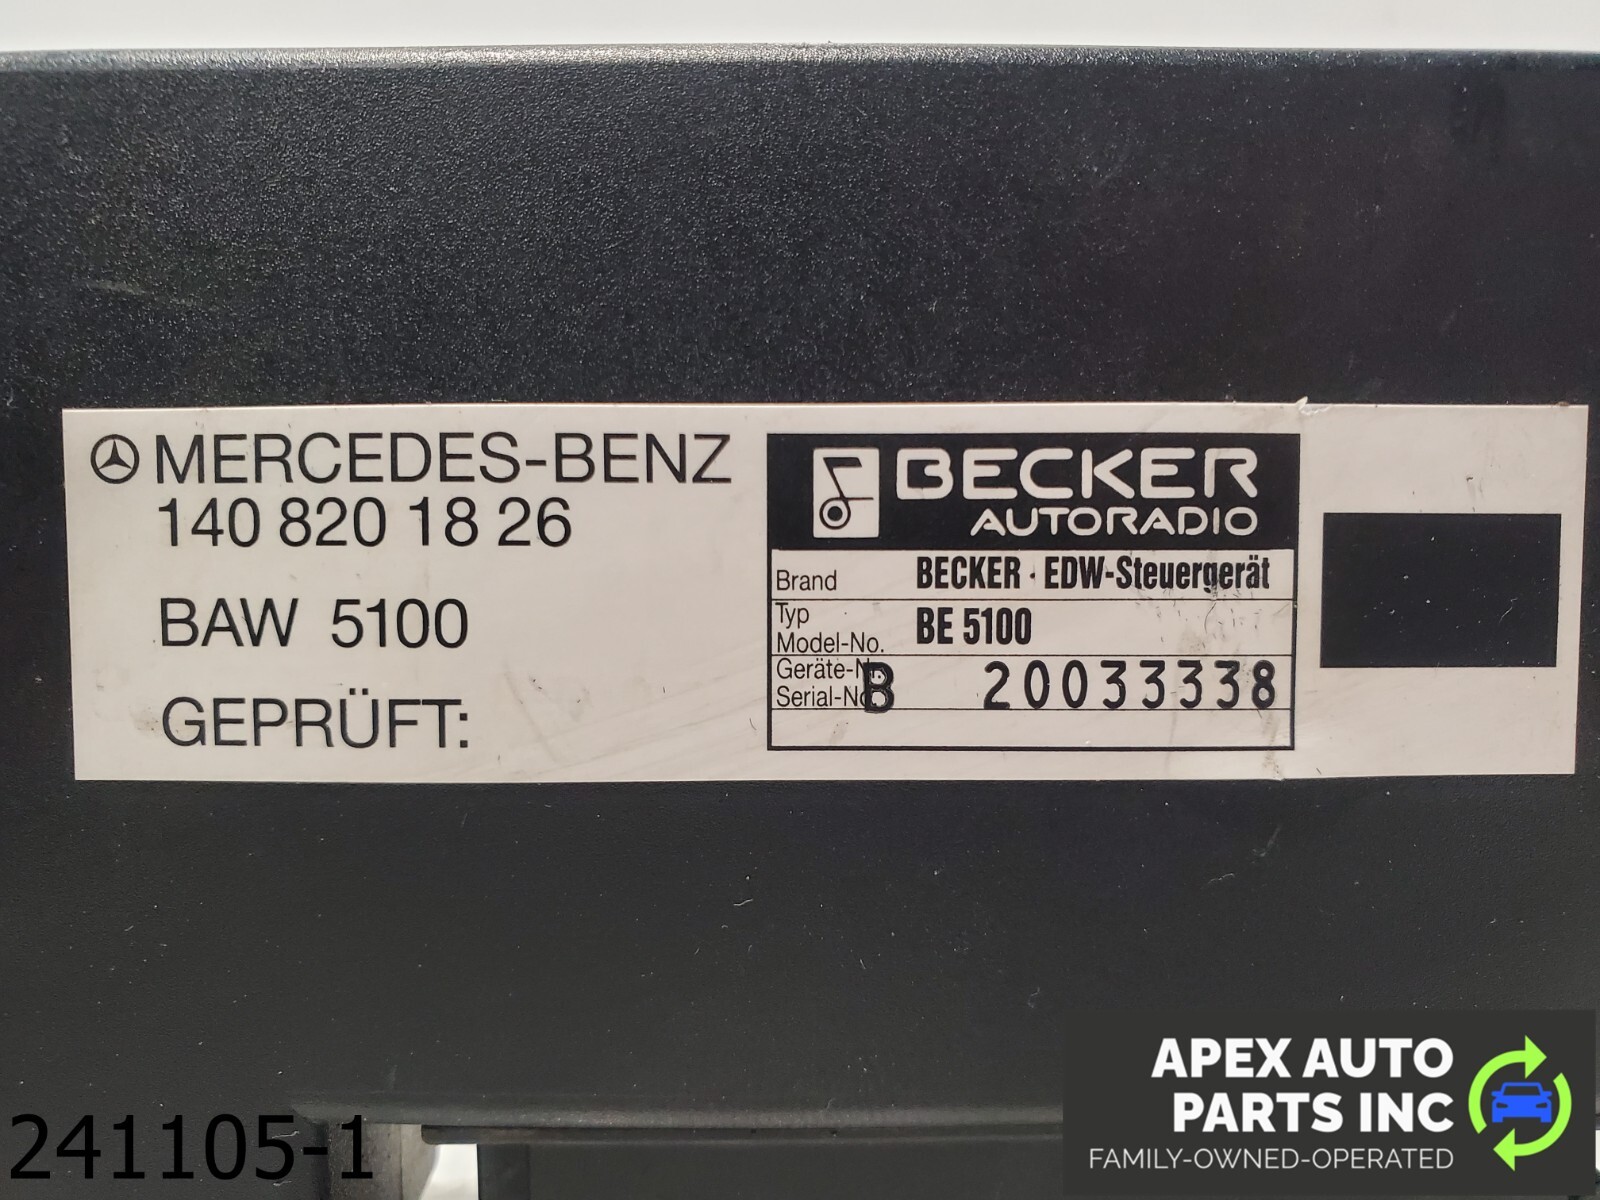 MERCEDES-BENZ
140 820 18 26
BAW 5100
GEPRÜFT:
BECKER
AUTORADIO
Brand BECKER · EDW-Steuergerät
Typ
Model-No. BE 5100
Geräte-Nr.
Serial-No. B 20033338
241105-1
APEX AUTO
PARTS INC
FAMILY-OWNED-OPERATED